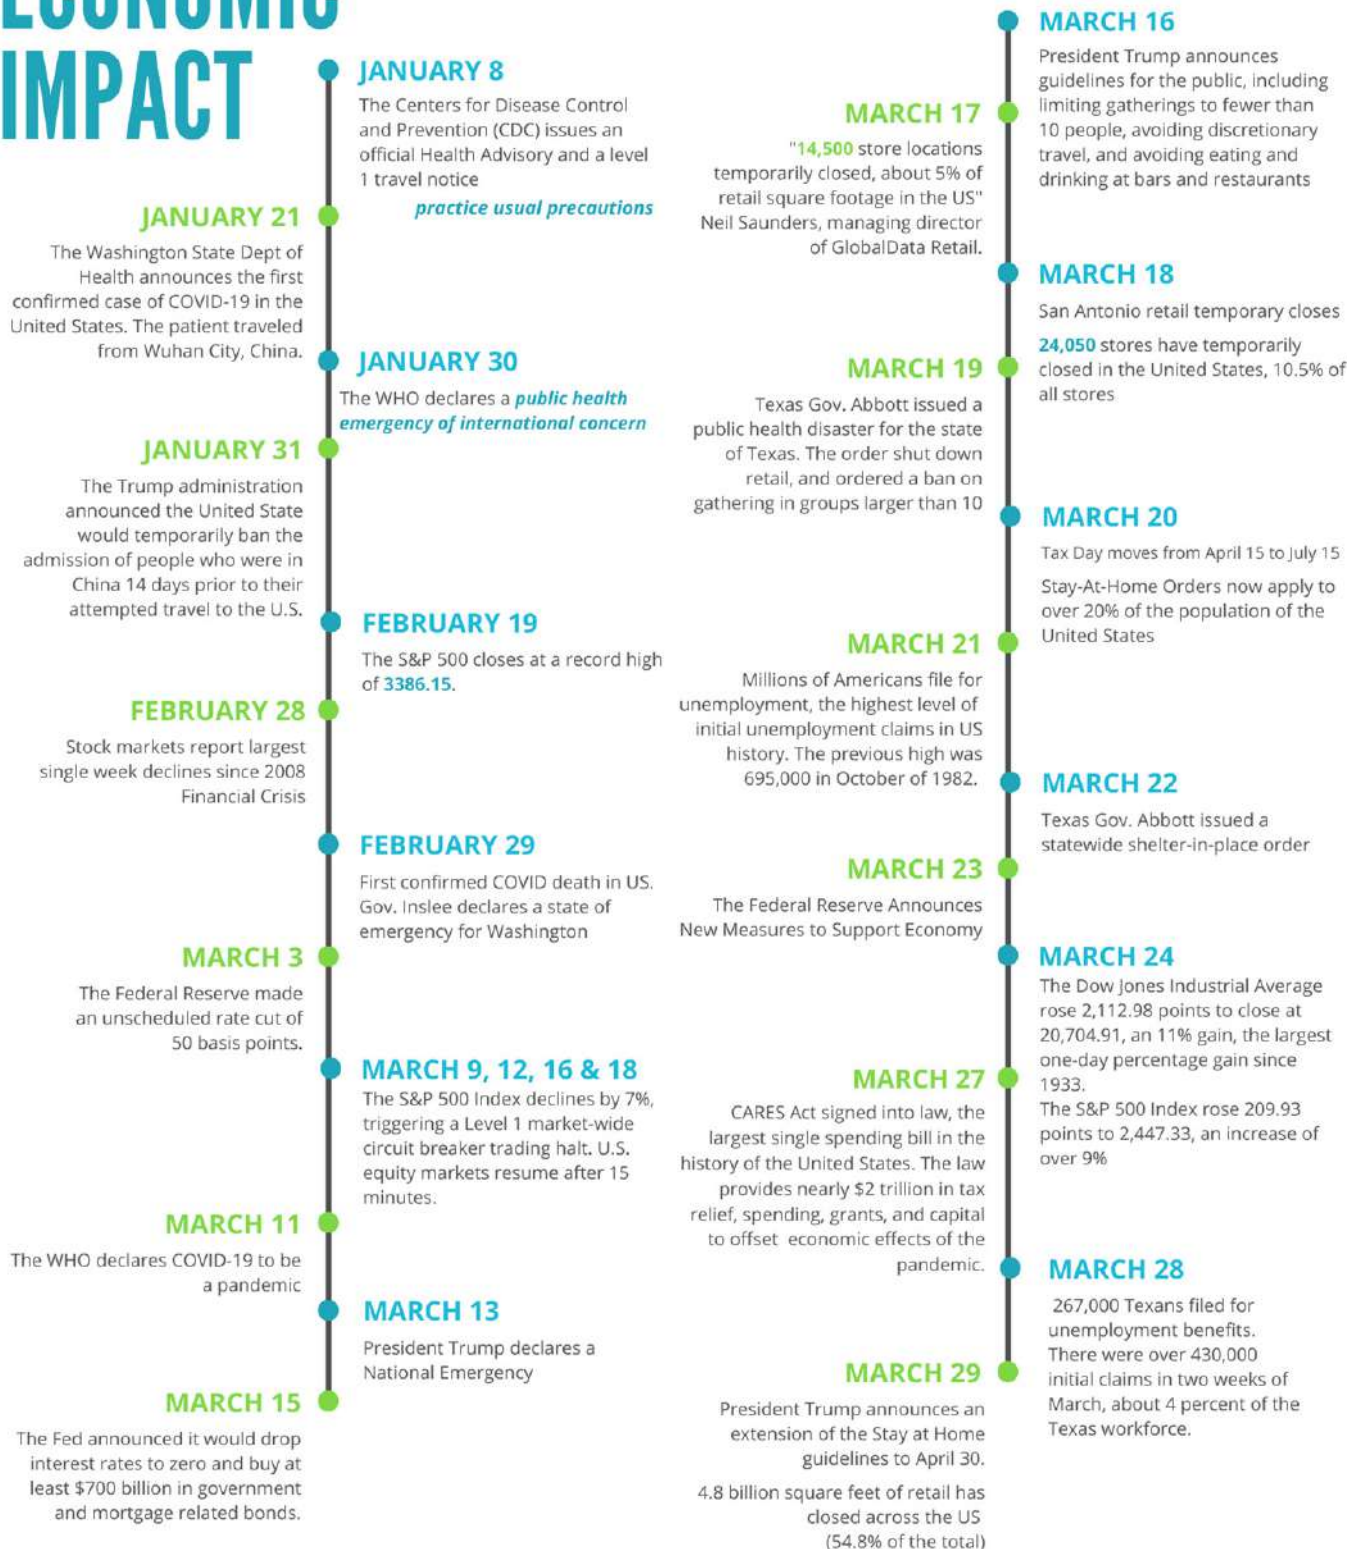 ECONOMIC
IMPACT
JANUARY 8
The Centers for Disease Control
and Prevention (CDC) issues an
official Health Advisory and a level
1 travel notice
practice usual precautions
JANUARY 21
The Washington State Dept of
Health announces the first
confirmed case of COVID-19 in the
United States. The patient traveled
from Wuhan City, China.
JANUARY 30
The WHO declares a public health
emergency of international concern
JANUARY 31
The Trump administration
announced the United State
would temporarily ban the
admission of people who were in
China 14 days prior to their
attempted travel to the U.S.
FEBRUARY 19
The S&P 500 closes at a record high
of 3386.15.
FEBRUARY 28
Stock markets report largest
single week declines since 2008
Financial Crisis
FEBRUARY 29
First confirmed COVID death in US.
Gov. Inslee declares a state of
emergency for Washington
MARCH 3
The Federal Reserve made
an unscheduled rate cut of
50 basis points.
MARCH 9, 12, 16 & 18
The S&P 500 Index declines by 7%,
triggering a Level 1 market-wide
circuit breaker trading halt. U.S.
equity markets resume after 15
minutes.
MARCH 11
The WHO declares COVID-19 to be
a pandemic
MARCH 13
President Trump declares a
National Emergency
MARCH 15
The Fed announced it would drop
interest rates to zero and buy at
least $700 billion in government
and mortgage related bonds.
MARCH 16
President Trump announces
guidelines for the public, including
limiting gatherings to fewer than
10 people, avoiding discretionary
travel, and avoiding eating and
drinking at bars and restaurants
MARCH 17
"14,500 store locations
temporarily closed, about 5% of
retail square footage in the US"
Neil Saunders, managing director
of GlobalData Retail.
MARCH 18
San Antonio retail temporary closes
24,050 stores have temporarily
closed in the United States, 10.5% of
all stores
MARCH 19
Texas Gov. Abbott issued a
public health disaster for the state
of Texas. The order shut down
retail, and ordered a ban on
gathering in groups larger than 10
MARCH 20
Tax Day moves from April 15 to July 15
Stay-At-Home Orders now apply to
over 20% of the population of the
United States
MARCH 21
Millions of Americans file for
unemployment, the highest level of
initial unemployment claims in US
history. The previous high was
695,000 in October of 1982.
MARCH 22
Texas Gov. Abbott issued a
statewide shelter-in-place order
MARCH 23
The Federal Reserve Announces
New Measures to Support Economy
MARCH 24
The Dow Jones Industrial Average
rose 2,112.98 points to close at
20,704.91, an 11% gain, the largest
one-day percentage gain since
1933.
The S&P 500 Index rose 209.93
points to 2,447.33, an increase of
over 9%
MARCH 27
CARES Act signed into law, the
largest single spending bill in the
history of the United States. The law
provides nearly $2 trillion in tax
relief, spending, grants, and capital
to offset economic effects of the
pandemic.
MARCH 28
267,000 Texans filed for
unemployment benefits.
There were over 430,000
initial claims in two weeks of
March, about 4 percent of the
Texas workforce.
MARCH 29
President Trump announces an
extension of the Stay at Home
guidelines to April 30.
4.8 billion square feet of retail has
closed across the US
(54.8% of the total)